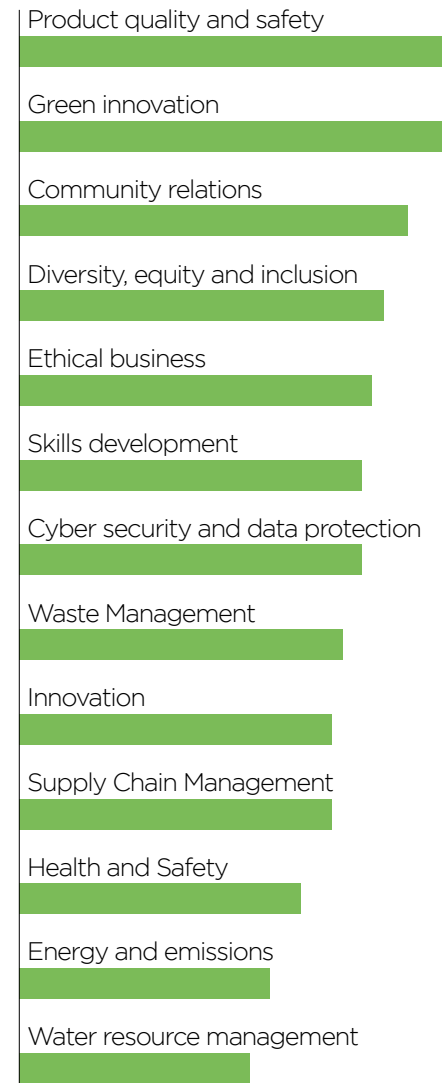 Product quality and safety
Green innovation
Community relations
Diversity, equity and inclusion
Ethical business
Skills development
Cyber security and data protection
Waste Management
Innovation
Supply Chain Management
Health and Safety
Energy and emissions
Water resource management